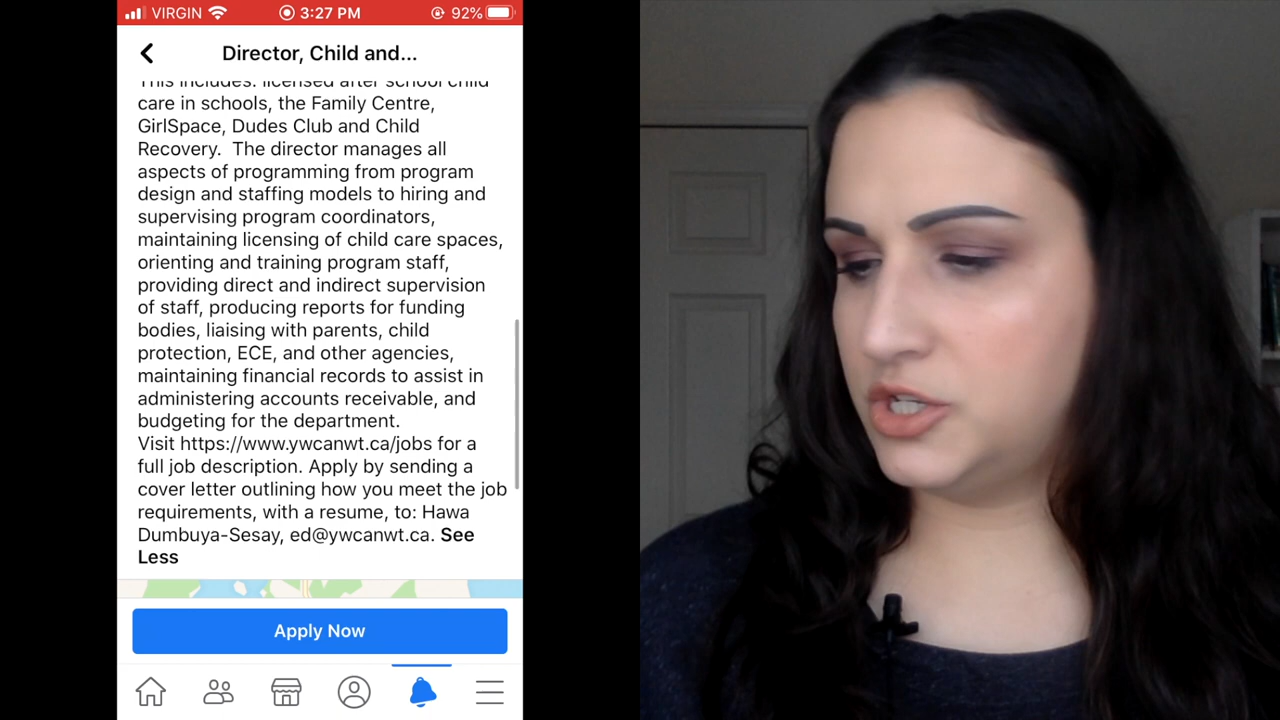 VIRGIN
3:27 PM
92%
Director, Child and...
This includes: licensed after school child
care in schools, the Family Centre,
GirlSpace, Dudes Club and Child
Recovery.  The director manages all
aspects of programming from program
design and staffing models to hiring and
supervising program coordinators,
maintaining licensing of child care spaces,
orienting and training program staff,
providing direct and indirect supervision
of staff, producing reports for funding
bodies, liaising with parents, child
protection, ECE, and other agencies,
maintaining financial records to assist in
administering accounts receivable, and
budgeting for the department.
Visit https://www.ywcanwt.ca/jobs for a
full job description. Apply by sending a
cover letter outlining how you meet the job
requirements, with a resume, to: Hawa
Dumbuya-Sesay, ed@ywcanwt.ca. See
Less
Apply Now